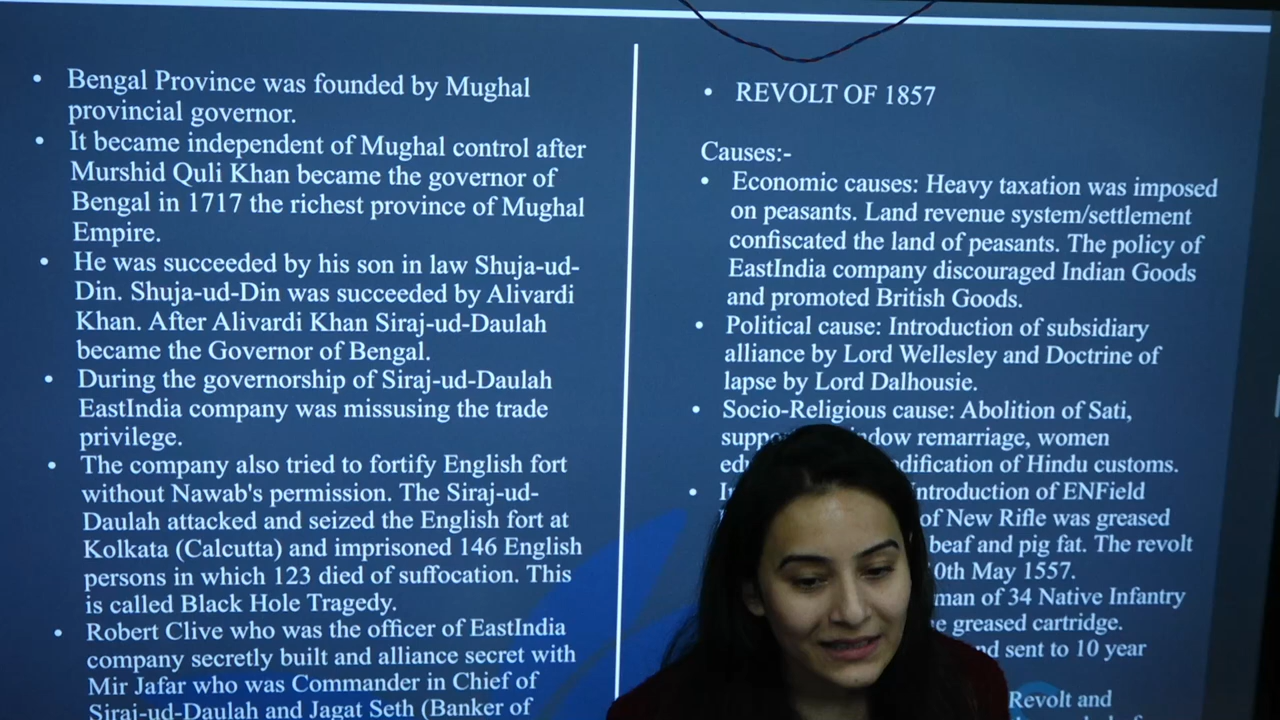 Bengal Province was founded by Mughal
provincial governor.
It became independent of Mughal control after
Murshid Quli Khan became the governor of
Bengal in 1717 the richest province of Mughal
Empire.
He was succeeded by his son in law Shuja-ud-
Din. Shuja-ud-Din was succeeded by Alivardi
Khan. After Alivardi Khan Siraj-ud-Daulah
became the Governor of Bengal.
During the governorship of Siraj-ud-Daulah
EastIndia company was missusing the trade
privilege.
The company also tried to fortify English fort
without Nawab's permission. The Siraj-ud-
Daulah attacked and seized the English fort at
Kolkata (Calcutta) and imprisoned 146 English
persons in which 123 died of suffocation. This
is called Black Hole Tragedy.
Robert Clive who was the officer of EastIndia
company secretly built and alliance secret with
Mir Jafar who was Commander in Chief of
Siraj-ud-Daulah and Jagat Seth (Banker of
REVOLT OF 1857
Causes:-
Economic causes: Heavy taxation was imposed
on peasants. Land revenue system/settlement
confiscated the land of peasants. The policy of
EastIndia company discouraged Indian Goods
and promoted British Goods.
Political cause: Introduction of subsidiary
alliance by Lord Wellesley and Doctrine of
lapse by Lord Dalhousie.
Socio-Religious cause: Abolition of Sati,
remarriage, women
of Hindu customs.
of ENField
of New Rifle was greased
beaf and pig fat. The revolt
May 1557.
of 34 Native Infantry
greased cartridge.
sent to 10 year
Revolt and